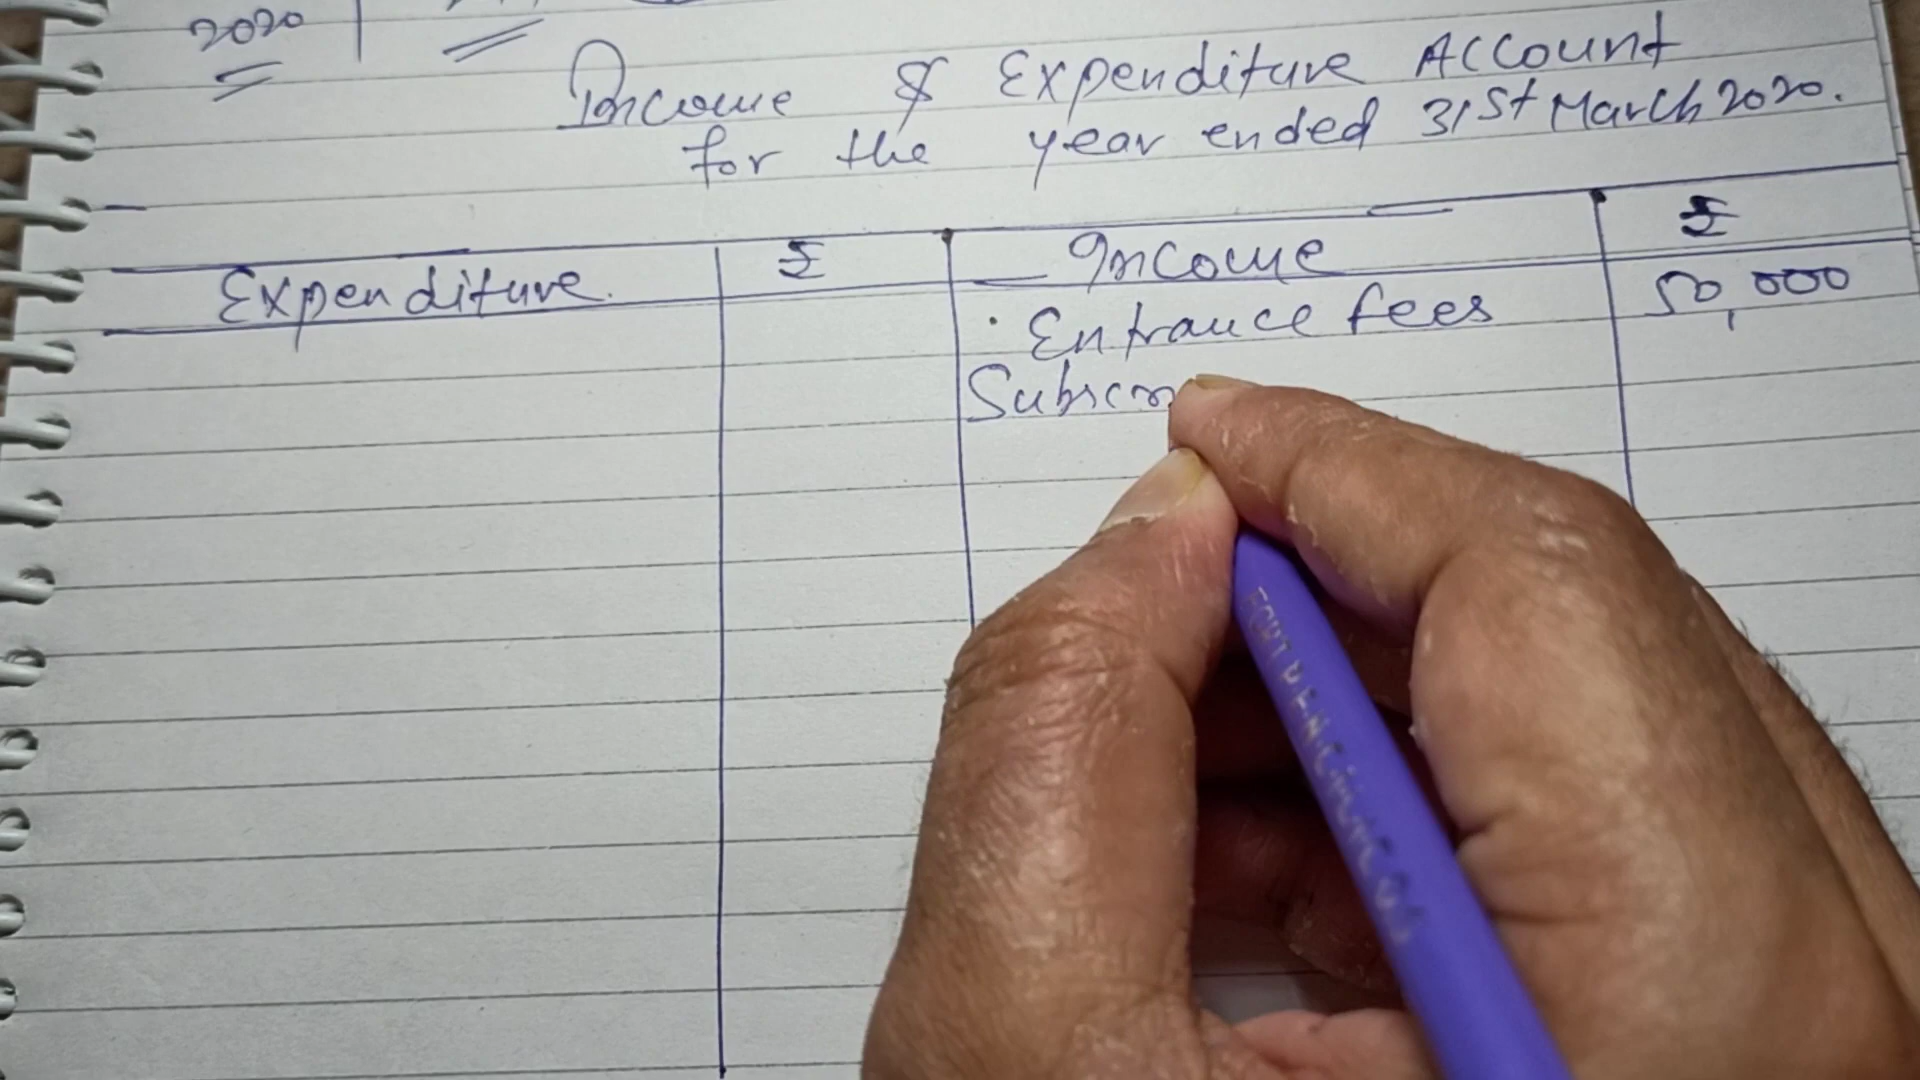 2020
Income & Expenditure Account
for the year ended 31st March 2020.
Expenditure. ₹ Income ₹
Entrance fees 50,000
Subscr